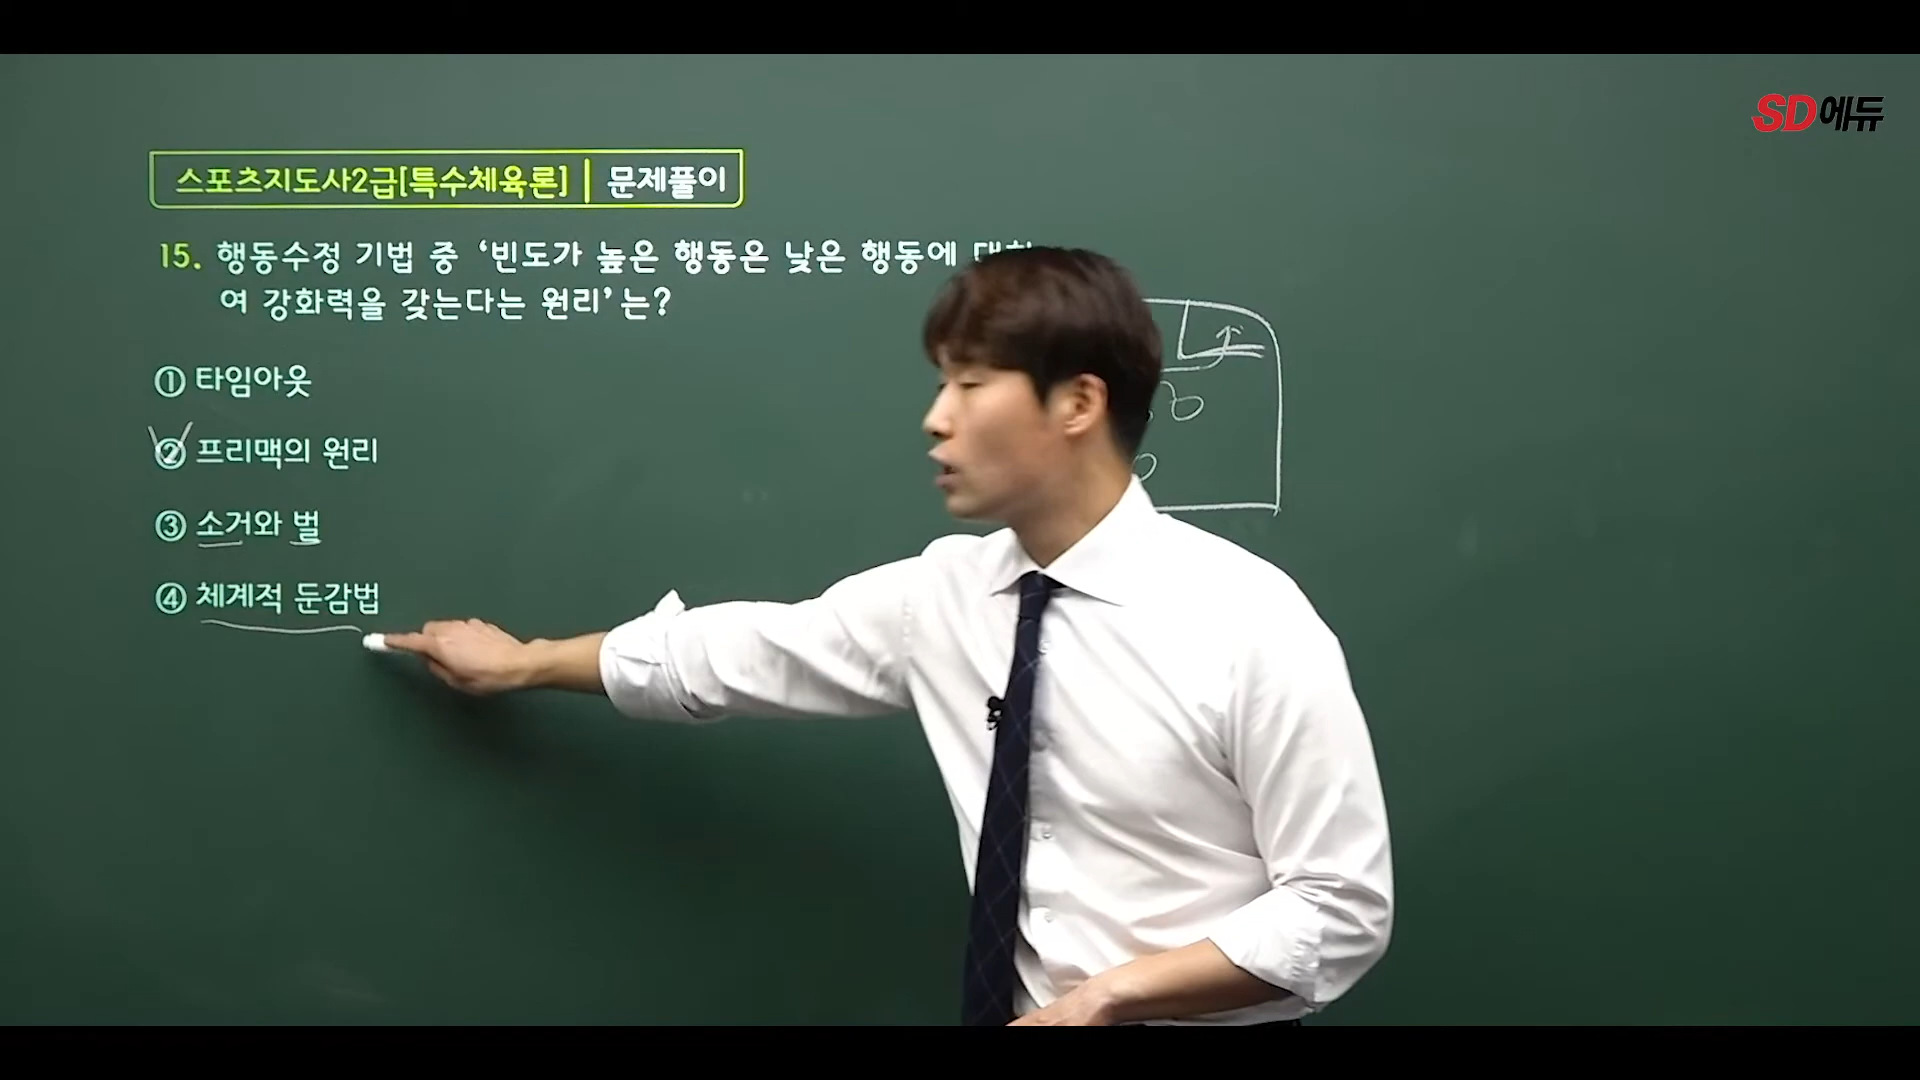 SD에듀
스포츠지도사2급[특수체육론] | 문제풀이
15. 행동수정 기법 중 ‘빈도가 높은 행동은 낮은 행동에
여 강화력을 갖는다는 원리’는?
① 타임아웃
② 프리맥의 원리
③ 소거와 벌
④ 체계적 둔감법